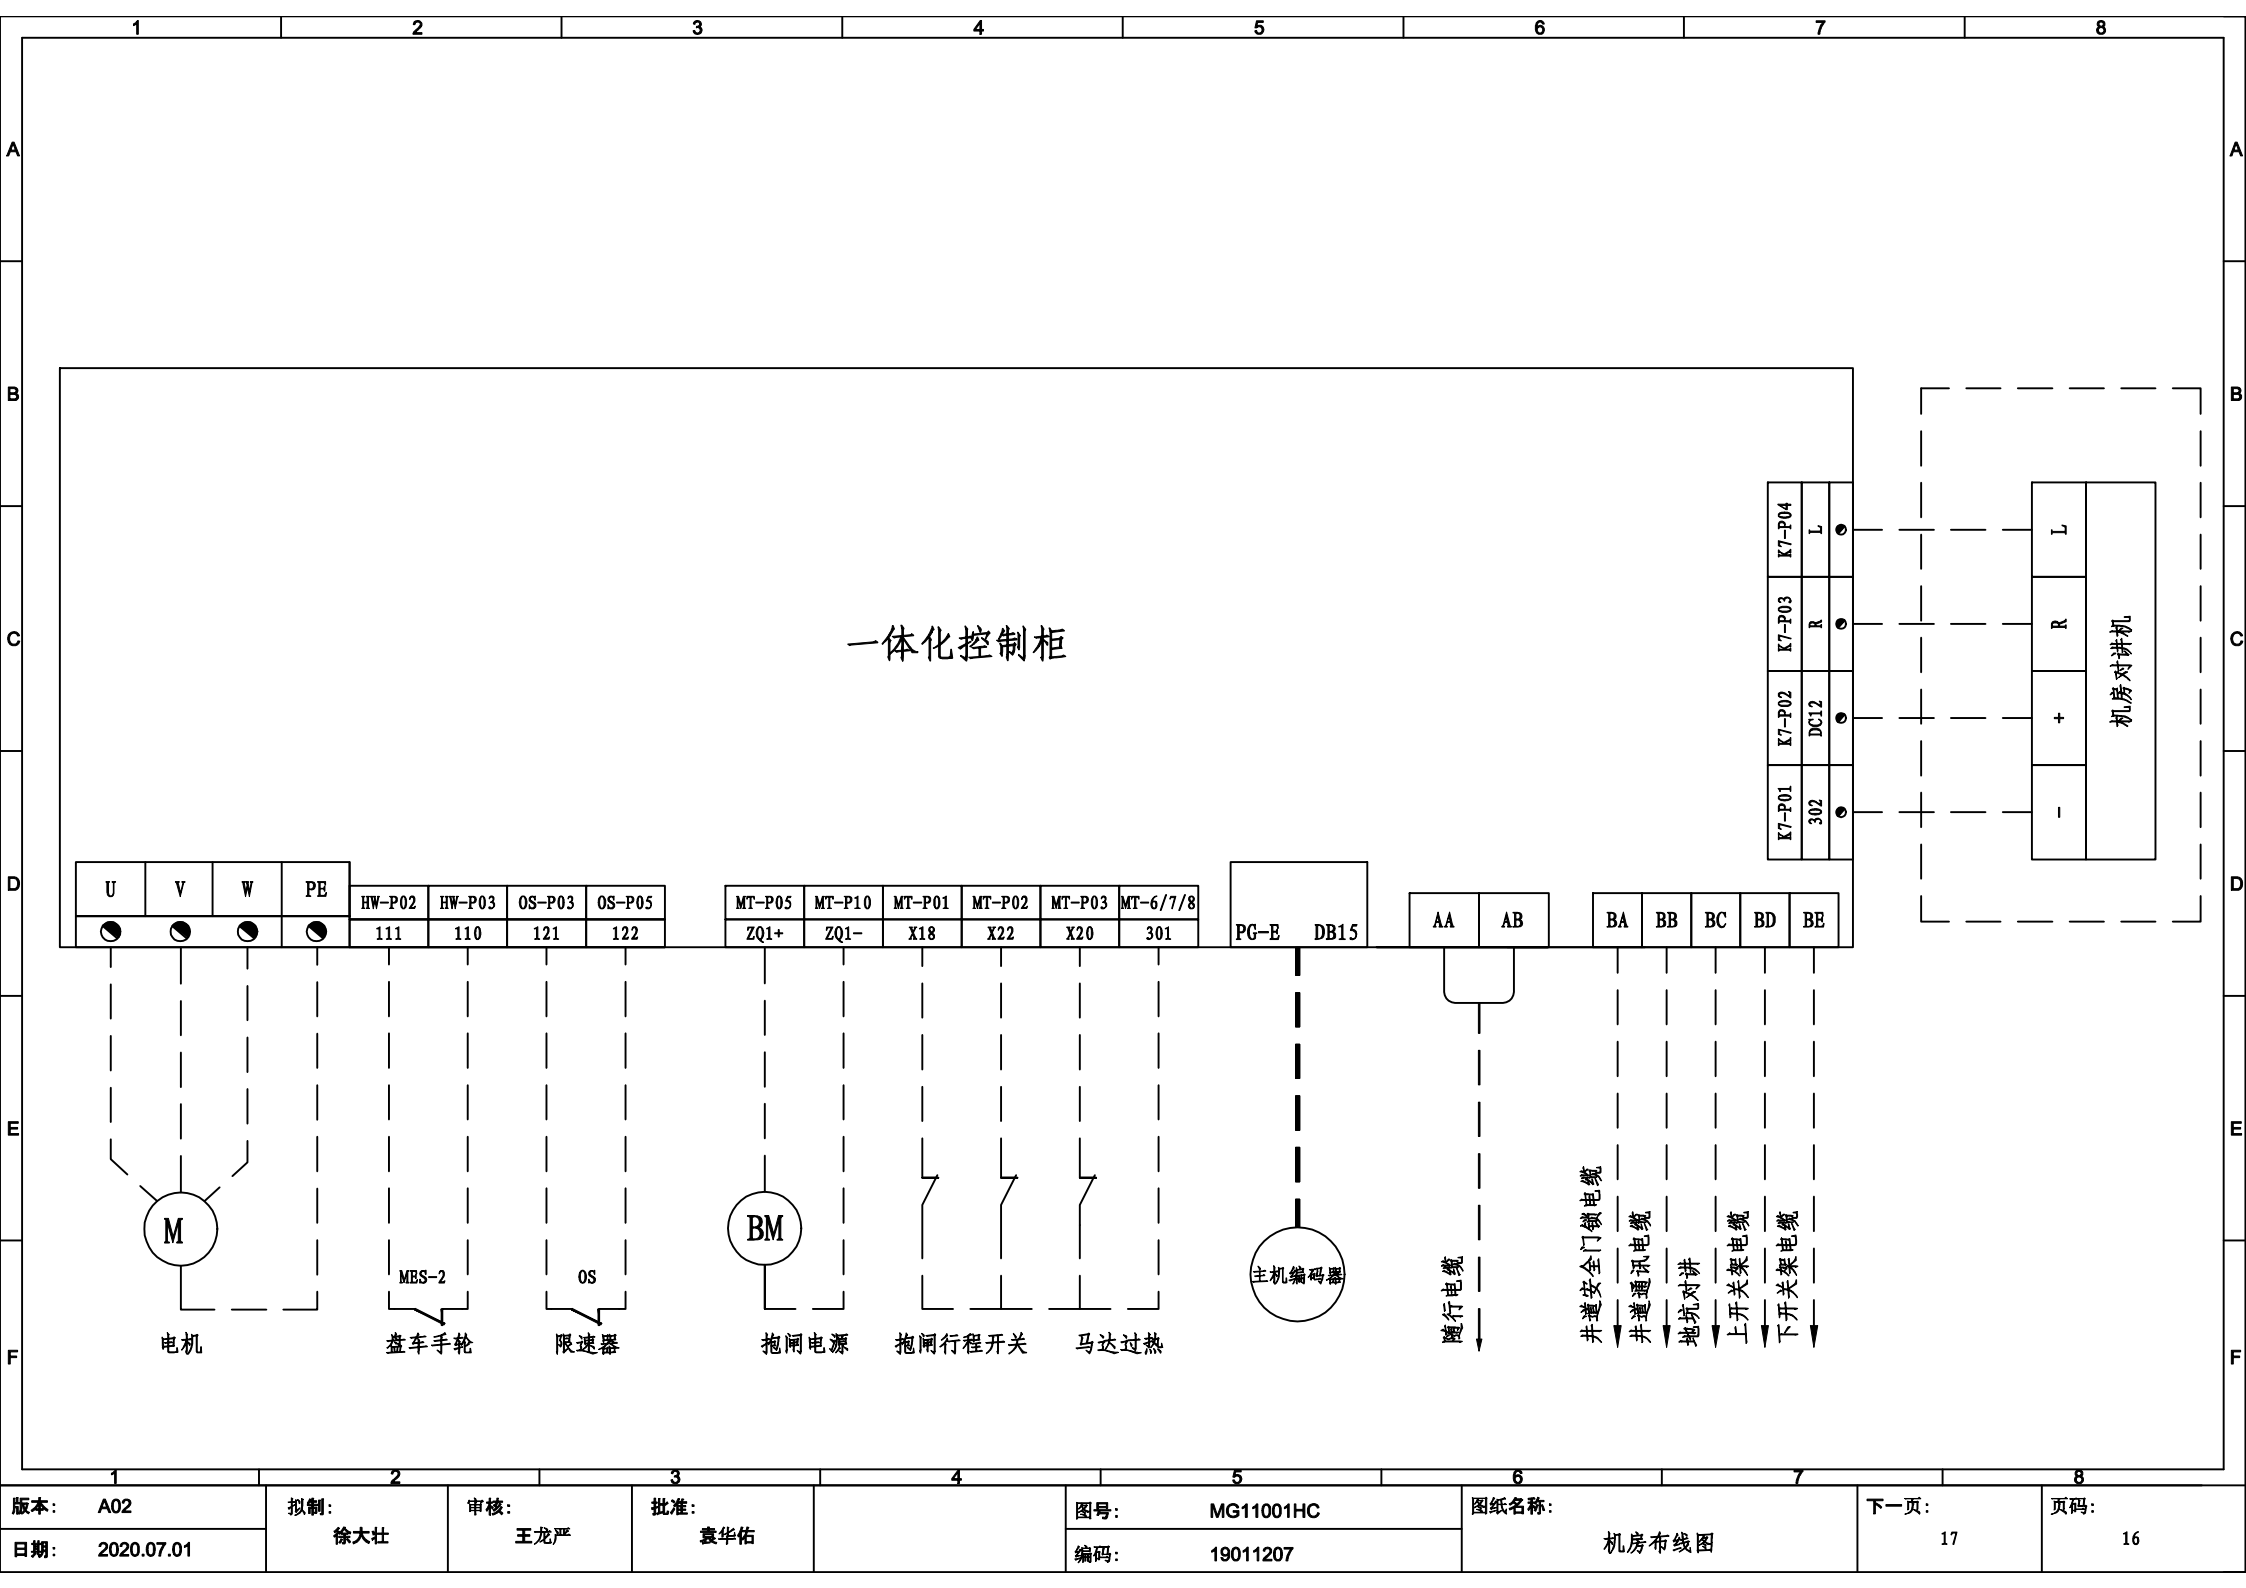 1 2 3 4 5 6 7 8
A A
B B
C C
D D
E E
F F
一体化控制柜
K7-P04 L
K7-P03 R
K7-P02 DC12
K7-P01 302
L
R
+
-
机房对讲机
U V W PE
HW-P02 HW-P03 OS-P03 OS-P05
111 110 121 122
MT-P05 MT-P10 MT-P01 MT-P02 MT-P03 MT-6/7/8
ZQ1+ ZQ1- X18 X22 X20 301
PG-E DB15
AA AB
BA BB BC BD BE
M
BM
MES-2
OS
主机编码器
电机
盘车手轮
限速器
抱闸电源
抱闸行程开关
马达过热
随行电缆
井道安全门锁电缆
井道通讯电缆
地坑对讲
上开关架电缆
下开关架电缆
1 2 3 4 5 6 7 8
版本: A02
日期: 2020.07.01
拟制:
徐大壮
审核:
王龙严
批准:
袁华佑
图号: MG11001HC
编码: 19011207
图纸名称:
机房布线图
下一页:
17
页码:
16